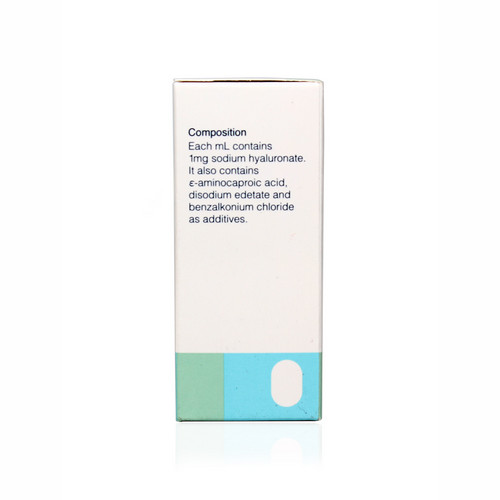 Composition
Each mL contains
1mg sodium hyaluronate.
It also contains
ε-aminocaproic acid,
disodium edetate and
benzalkonium chloride
as additives.